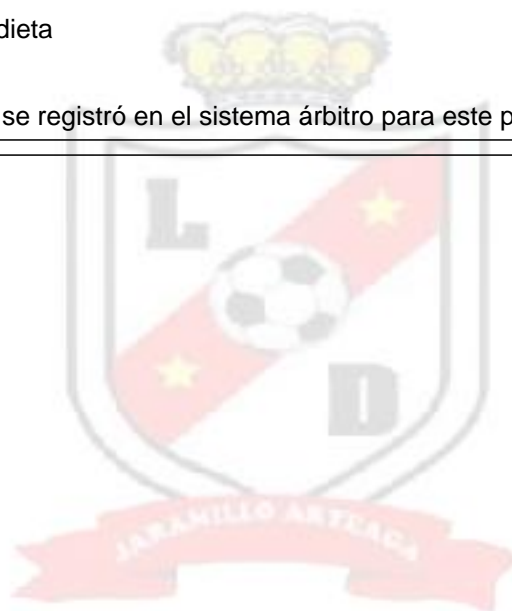 dieta
se registró en el sistema árbitro para este p
L
D
JARAMILLO ARTEAGA